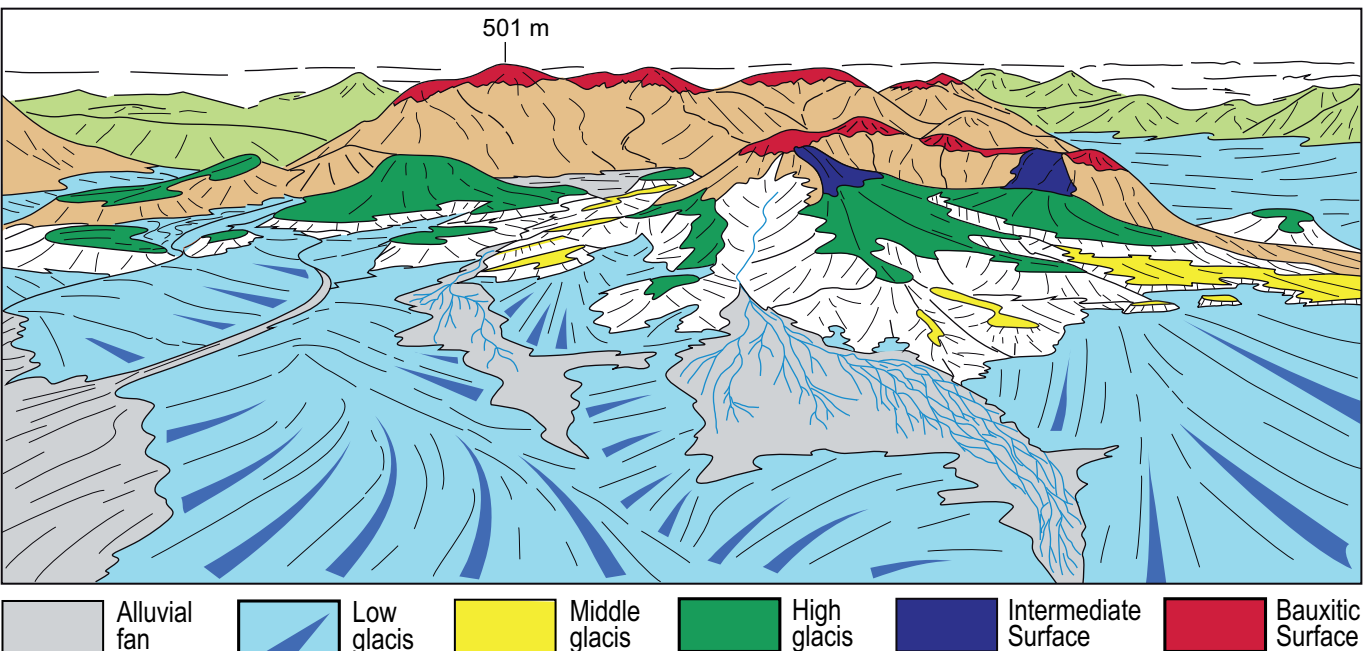 501 m
Alluvial
fan
Low
glacis
Middle
glacis
High
glacis
Intermediate
Surface
Bauxitic
Surface